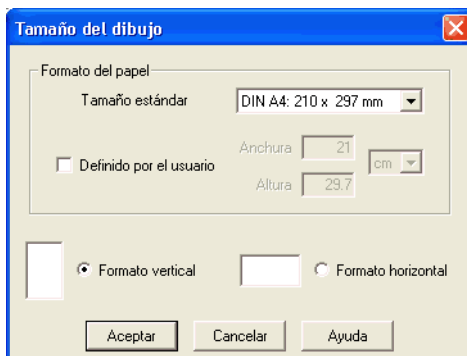 Tamaño del dibujo
Formato del papel
Tamaño estándar DIN A4: 210 x 297 mm
Anchura 21 cm
Definido por el usuario
Altura 29.7
Formato vertical Formato horizontal
Aceptar Cancelar Ayuda